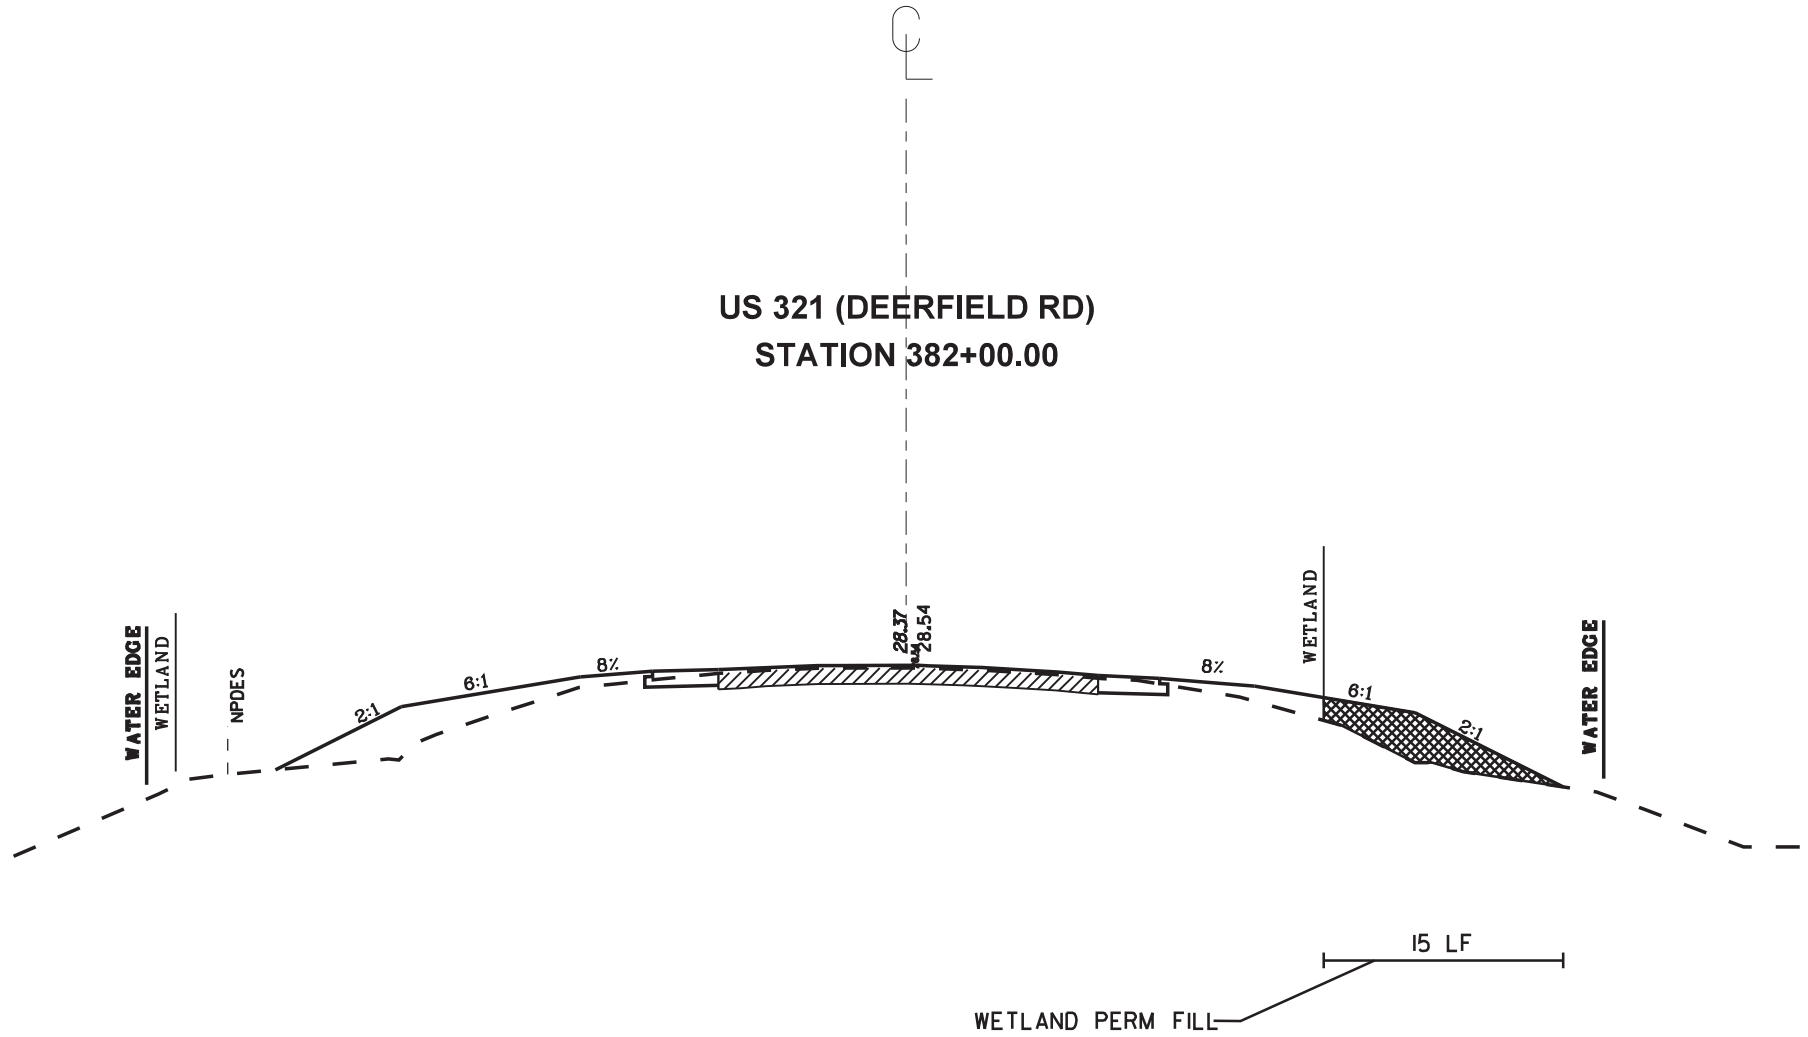 CL
US 321 (DEERFIELD RD)
STATION 382+00.00
28.37
28.54
WATER EDGE
WETLAND
NPDES
2:1
6:1
8%
8%
WETLAND
6:1
2:1
WATER EDGE
15 LF
WETLAND PERM FILL